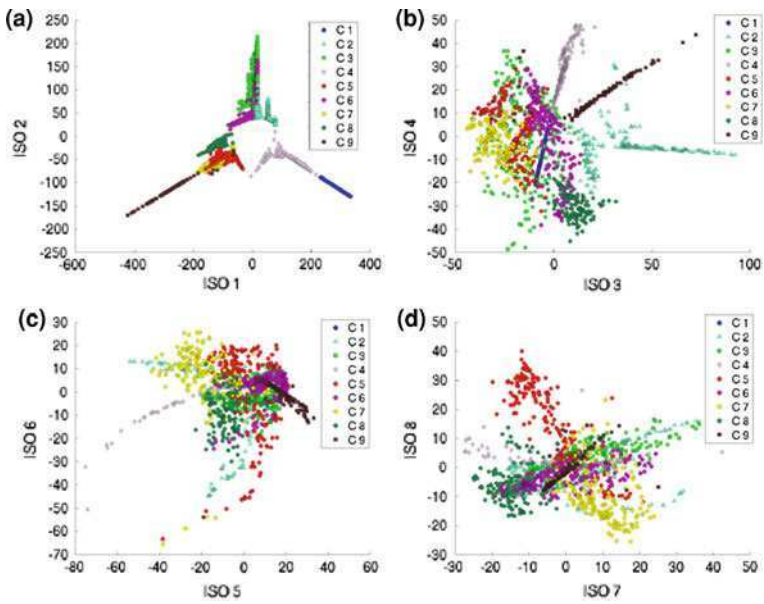 (a)
250
200
150
100
50
0
-50
-100
-150
-200
250
ISO 2
-600
-400
-200
0
200
400
600
ISO 1
C 1
C 2
C 3
C 4
C 5
C 6
C 7
C 8
C 9
(b)
50
40
30
20
10
0
-10
-20
-30
-40
-50
ISO 4
-50
0
50
100
ISO 3
C 1
C 2
C 3
C 4
C 5
C 6
C 7
C 8
C 9
(c)
30
20
10
0
-10
-20
-30
-40
-50
-60
-70
ISO 6
-80
-60
-40
-20
0
20
40
60
ISO 5
C 1
C 2
C 3
C 4
C 5
C 6
C 7
C 8
C 9
(d)
50
40
30
20
10
0
-10
-20
-30
ISO 8
-30
-20
-10
0
10
20
30
40
50
ISO 7
C 1
C 2
C 3
C 4
C 5
C 6
C 7
C 8
C 9